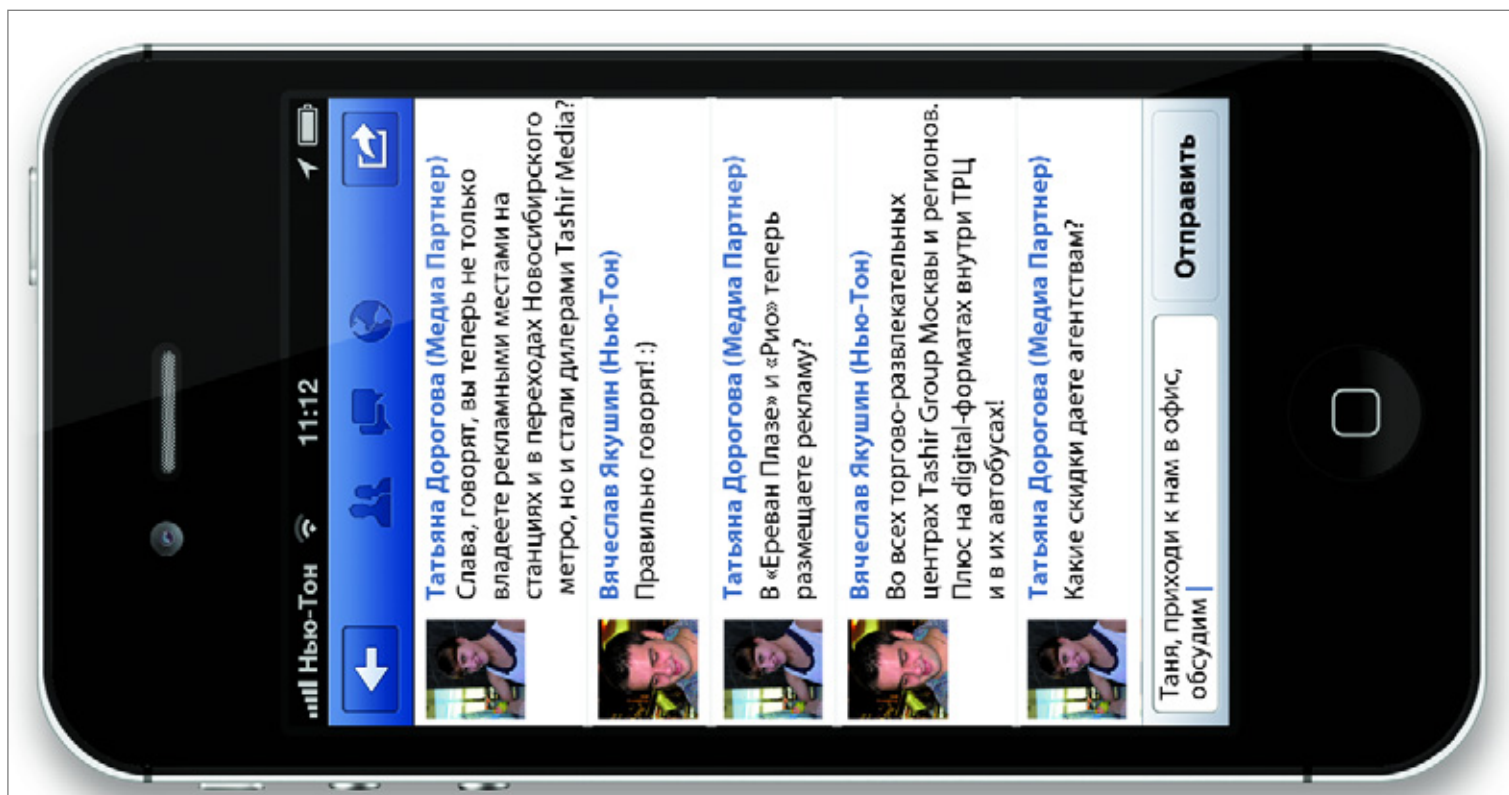 Нью-Тон 11:12
Татьяна Дорогова (Медиа Партнер)
Слава, говорят, вы теперь не только
владеете рекламными местами на
станциях и в переходах Новосибирского
метро, но и стали дилерами Tashir Media?
Вячеслав Якушин (Нью-Тон)
Правильно говорят! :)
Татьяна Дорогова (Медиа Партнер)
В «Ереван Плазе» и «Рио» теперь
размещаете рекламу?
Вячеслав Якушин (Нью-Тон)
Во всех торгово-развлекательных
центрах Tashir Group Москвы и регионов.
Плюс на digital-форматах внутри ТРЦ
и в их автобусах!
Татьяна Дорогова (Медиа Партнер)
Какие скидки даете агентствам?
Таня, приходи к нам в офис,
обсудим
Отправить